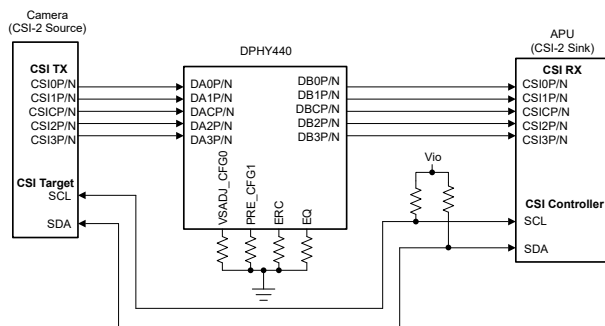 Camera
(CSI-2 Source)
CSI TX
CSI0P/N
CSI1P/N
CSICP/N
CSI2P/N
CSI3P/N
CSI Target
SCL
SDA
DPHY440
DA0P/N
DA1P/N
DACP/N
DA2P/N
DA3P/N
DB0P/N
DB1P/N
DBCP/N
DB2P/N
DB3P/N
VSADJ_CFG0
PRE_CFG1
ERC
EQ
Vio
APU
(CSI-2 Sink)
CSI RX
CSI0P/N
CSI1P/N
CSICP/N
CSI2P/N
CSI3P/N
CSI Controller
SCL
SDA